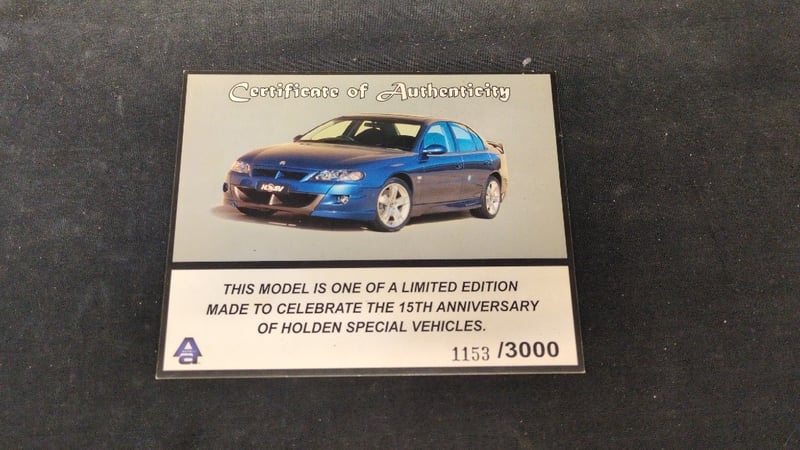 Certificate of Authenticity
HSV
THIS MODEL IS ONE OF A LIMITED EDITION
MADE TO CELEBRATE THE 15TH ANNIVERSARY
OF HOLDEN SPECIAL VEHICLES.
1153 /3000